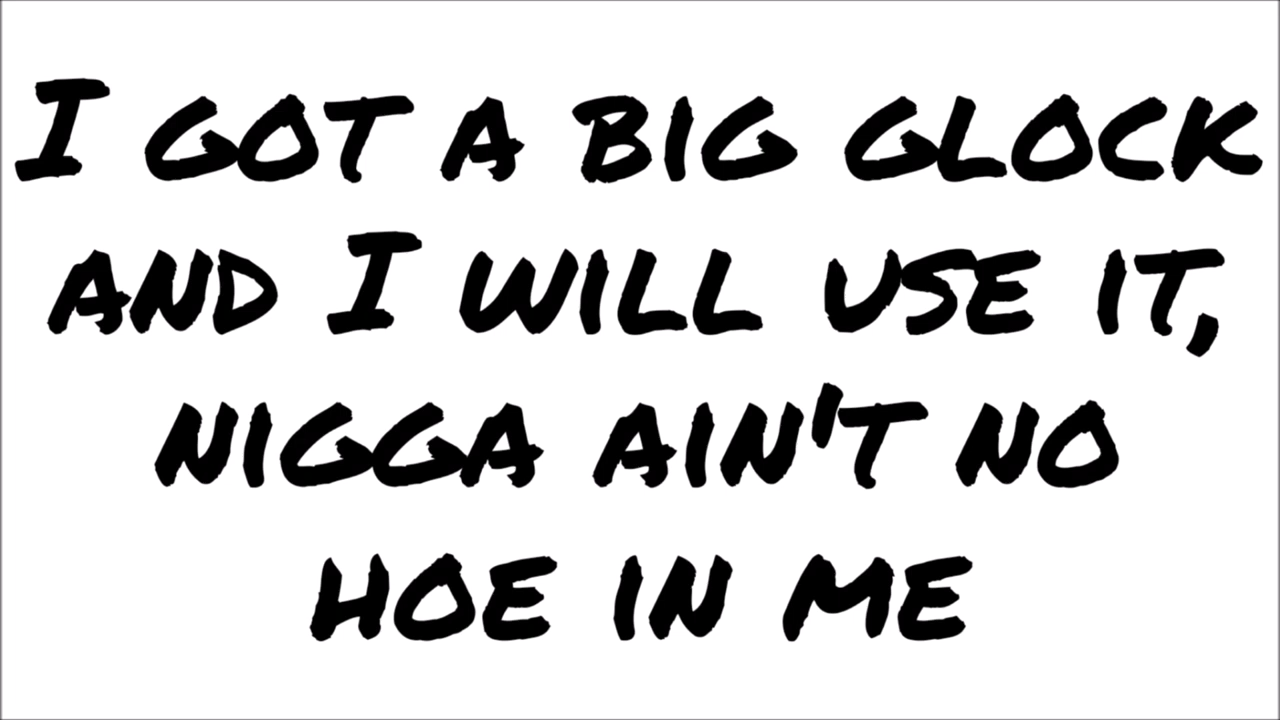 I GOT A BIG GLOCK
AND I WILL USE IT,
NIGGA AIN'T NO
HOE IN ME